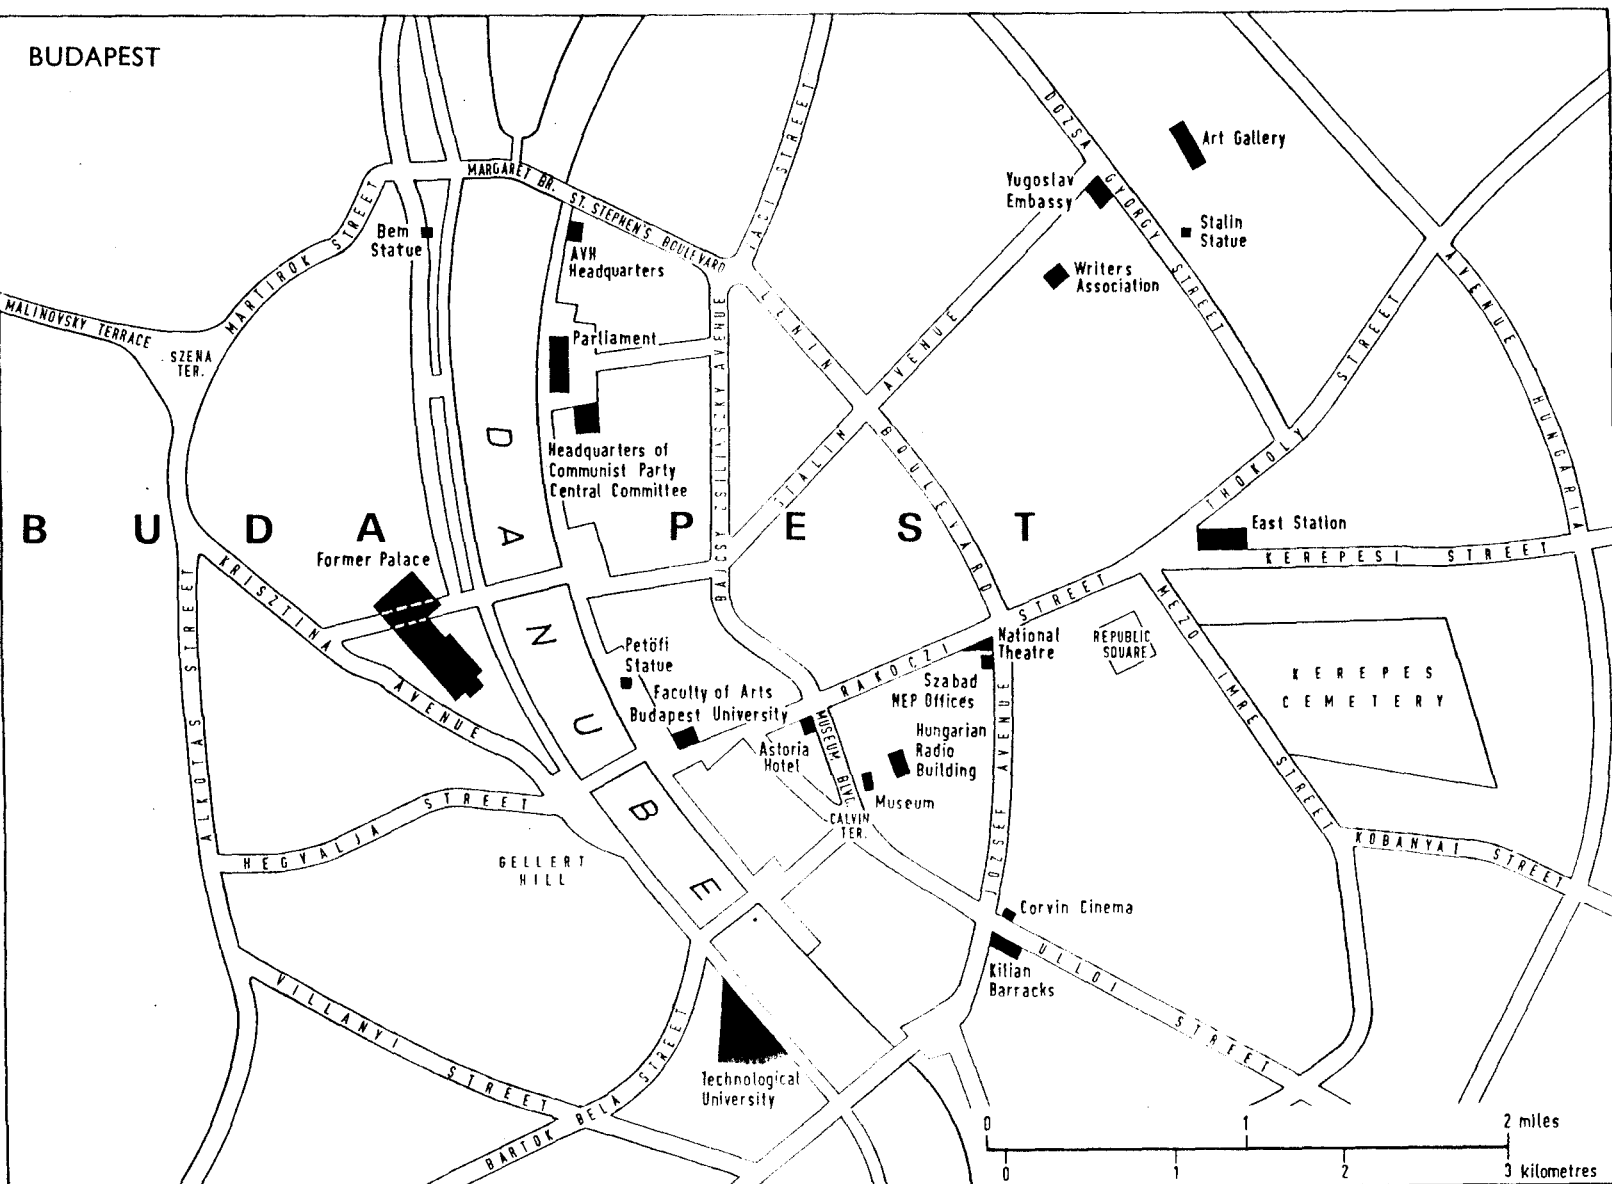 BUDAPEST
DOZSA
GYORGY STREET
Art Gallery
Yugoslav
Embassy
Stalin
Statue
Writers
Association
MARGARET BR.
ST. STEPHEN'S BOULEVARD
VACI STREET
Bem
Statue
AVH
Headquarters
MARTIROK STREET
MALINOVSKY TERRACE
SZENA
TER.
Parliament
LENIN
BOULEVARD
STALIN AVENUE
AVENUE HUNGARIA
BAJCSY ZSILINSZKY AVENUE
Headquarters of
Communist Party
Central Committee
THOKOLY STREET
BUDA
PEST
DANUBE
East Station
KEREPESI STREET
Former Palace
KRISZTINA
AVENUE
ALKOTAS STREET
STREET
RAKOCZI
National
Theatre
REPUBLIC
SQUARE
MEZO IMRE STREET
KEREPES
CEMETERY
Petöfi
Statue
Szabad
NEP Offices
Faculty of Arts
Budapest University
Astoria
Hotel
MUSEUM BLVD.
Hungarian
Radio
Building
Museum
CALVIN
TER.
JOZSEF AVENUE
HEGYALJA STREET
GELLERT
HILL
KOBANYAI STREET
Corvin Cinema
Kilian
Barracks
ULLOI STREET
VILLANYI STREET
BARTOK BELA STREET
Technological
University
0 1 2 miles
0 1 2 3 kilometres